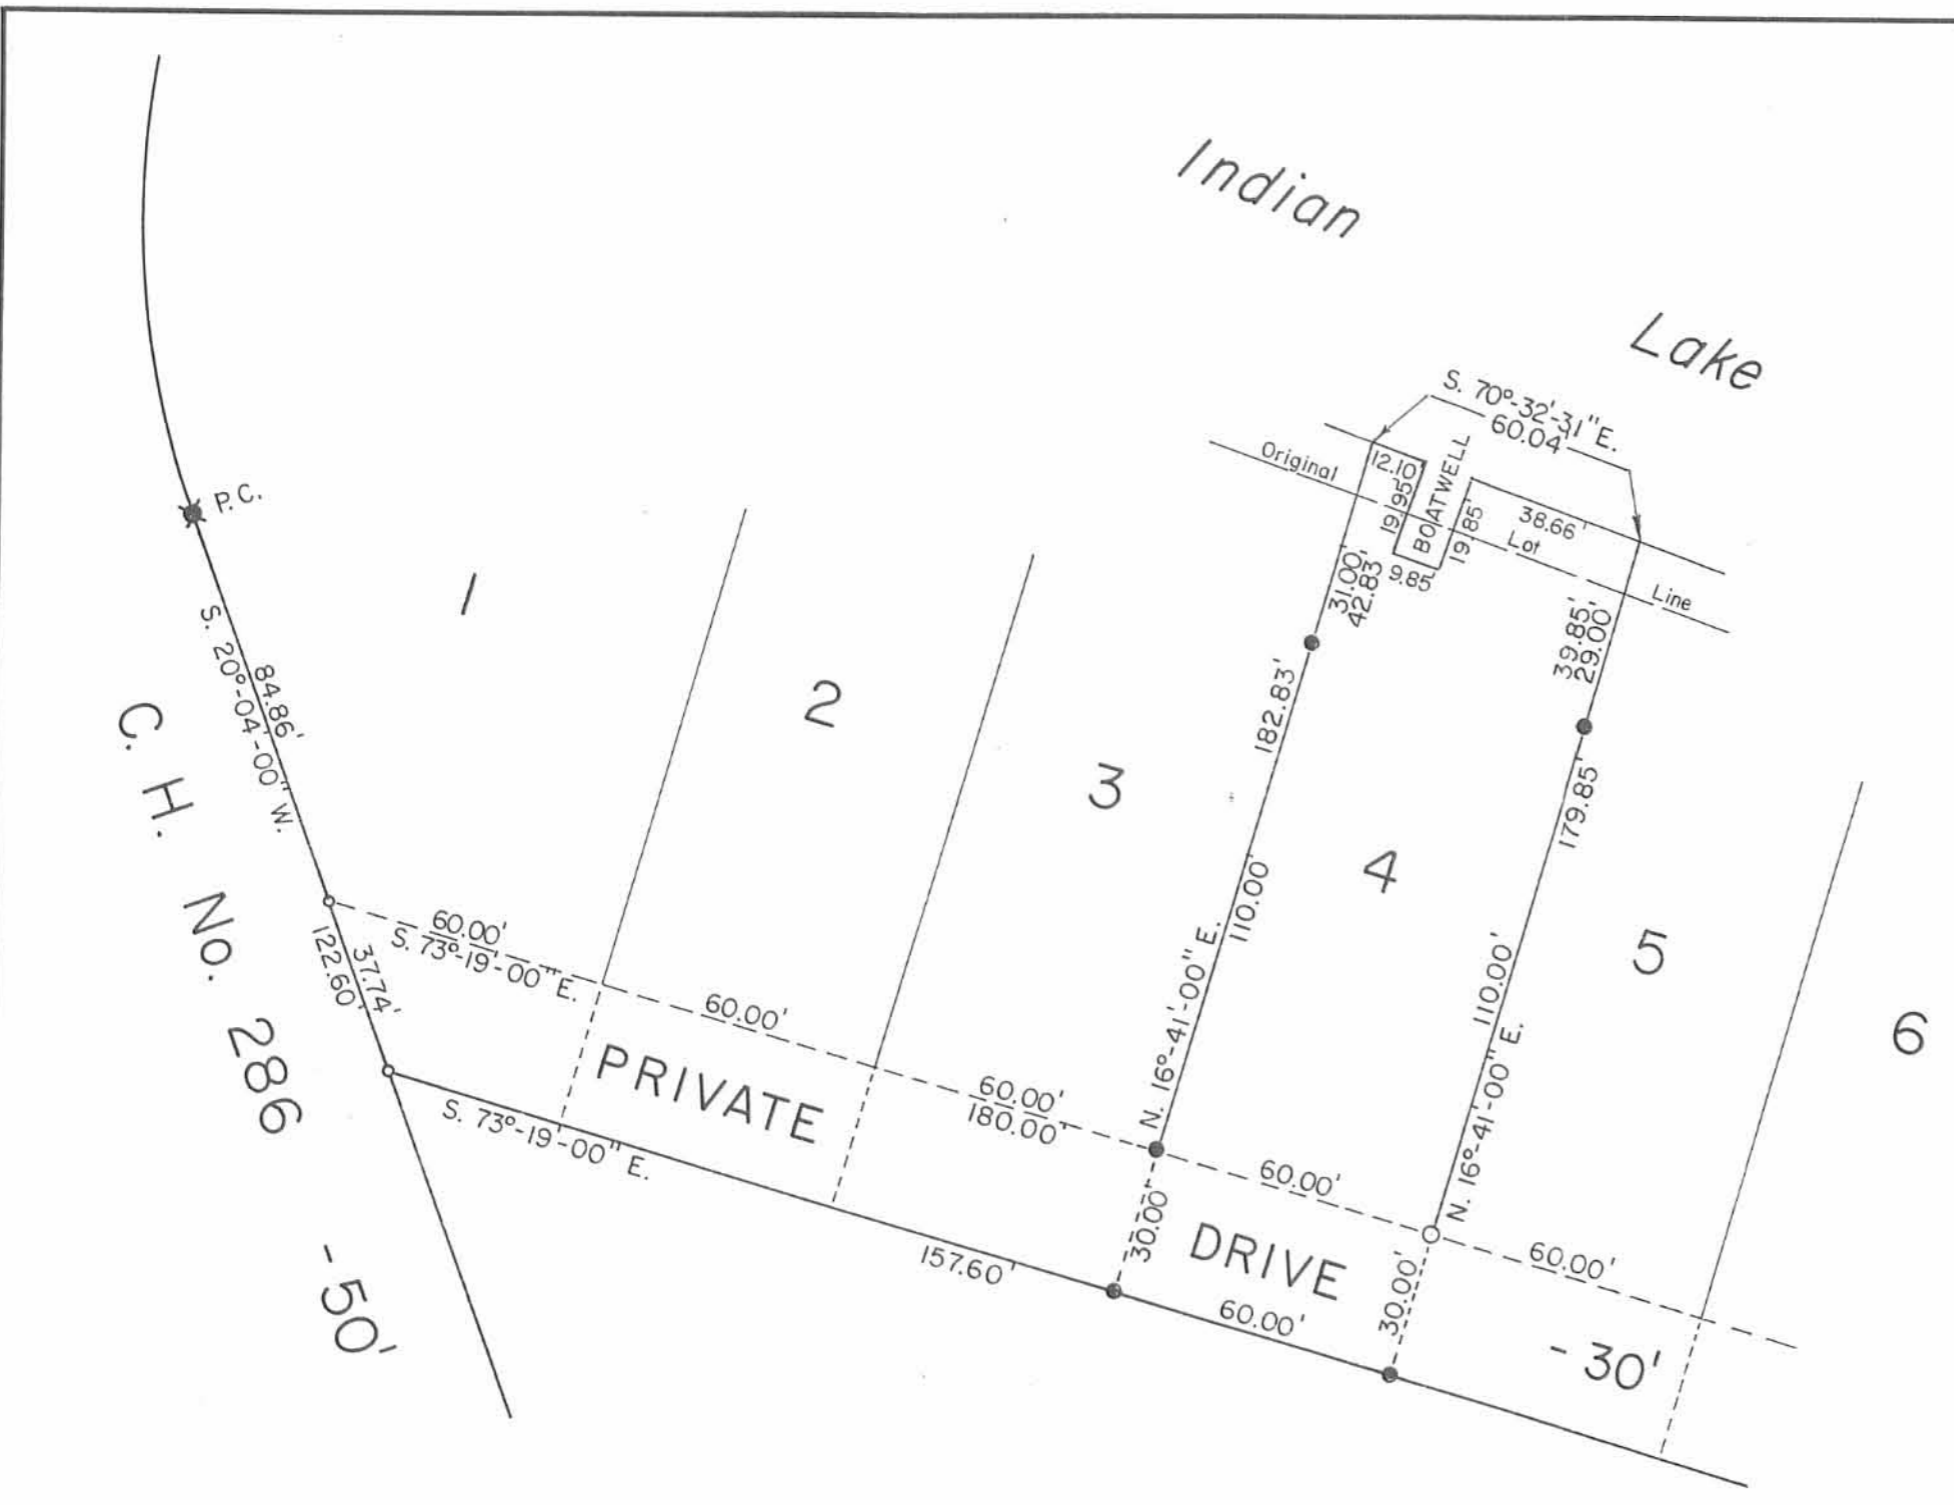 Indian
Lake
S. 70°-32'-31" E.
60.04'
Original
12.10'
19.95'
BOATWELL
19.85'
38.66'
Lot
Line
9.85'
31.00'
42.83'
39.85'
29.00'
P.C.
1
2
3
4
5
6
84.86'
S. 20°-04'-00" W.
182.83'
179.85'
110.00'
110.00'
N. 16°-41'-00" E.
N. 16°-41'-00" E.
C. H. No. 286 -50'
37.74'
122.60'
60.00'
S. 73°-19'-00" E.
60.00'
60.00'
180.00'
60.00'
60.00'
PRIVATE DRIVE - 30'
S. 73°-19'-00" E.
30.00'
30.00'
157.60'
60.00'